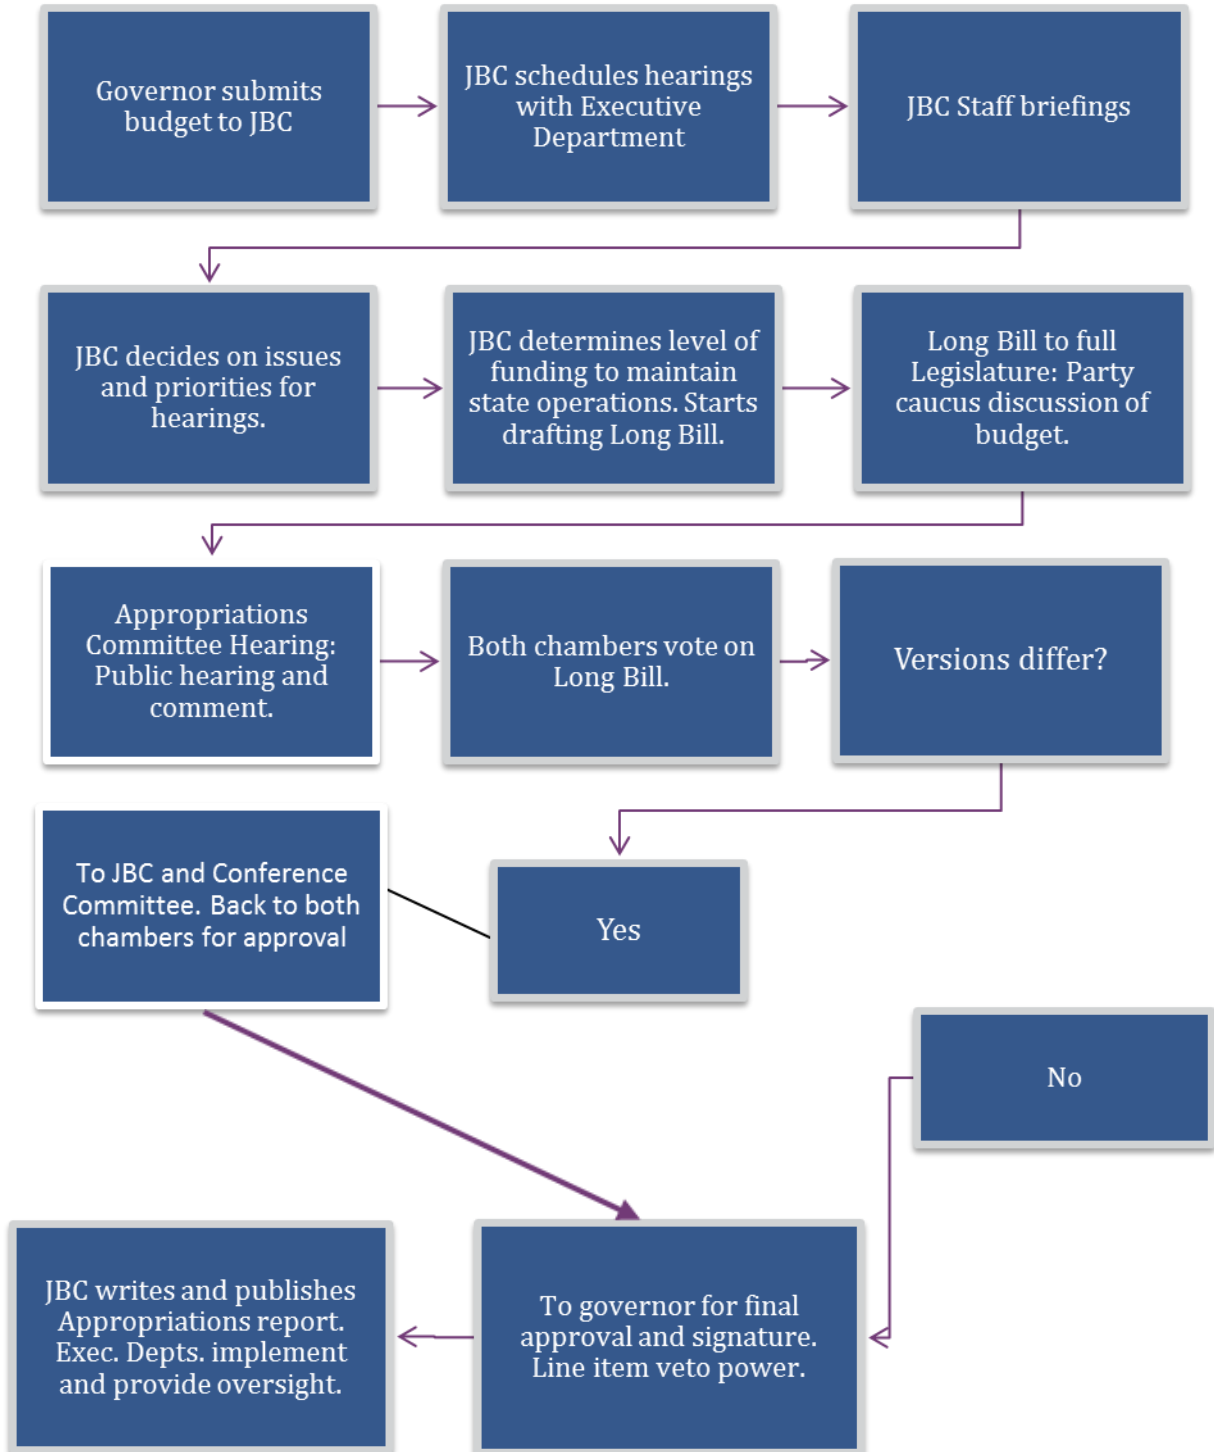 Governor submits
budget to JBC
JBC schedules hearings
with Executive
Department
JBC Staff briefings
JBC decides on issues
and priorities for
hearings.
JBC determines level of
funding to maintain
state operations. Starts
drafting Long Bill.
Long Bill to full
Legislature: Party
caucus discussion of
budget.
Appropriations
Committee Hearing:
Public hearing and
comment.
Both chambers vote on
Long Bill.
Versions differ?
To JBC and Conference
Committee. Back to both
chambers for approval
Yes
No
JBC writes and publishes
Appropriations report.
Exec. Depts. implement
and provide oversight.
To governor for final
approval and signature.
Line item veto power.